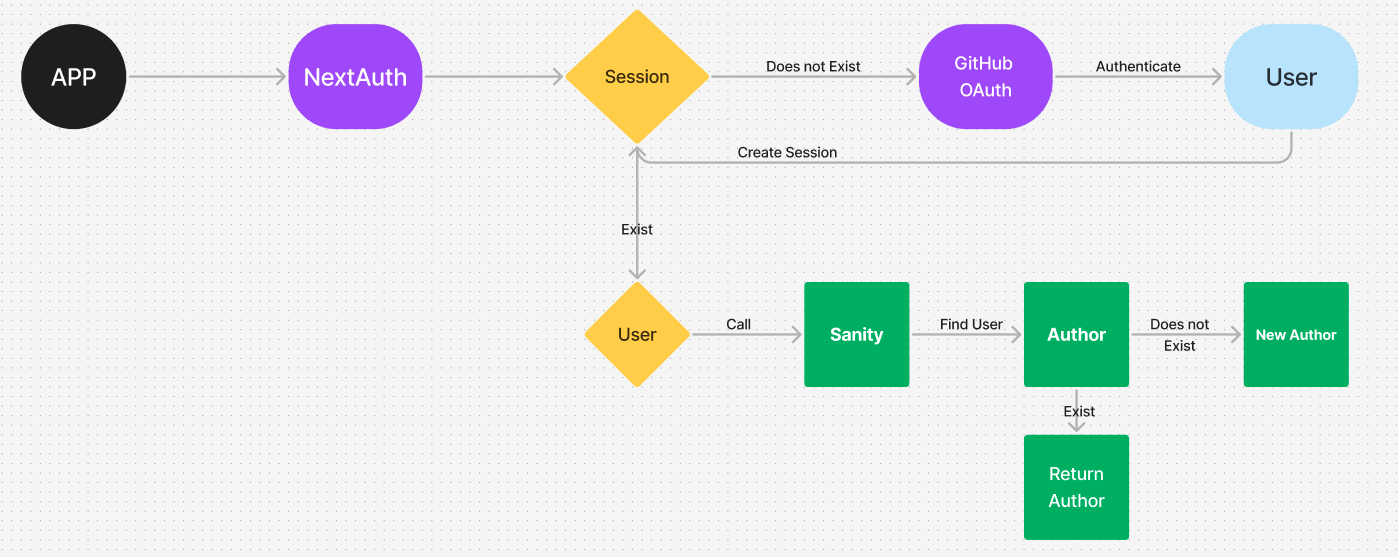 APP
NextAuth
Session
Does not Exist
GitHub
OAuth
Authenticate
User
Create Session
Exist
User
Call
Sanity
Find User
Author
Does not
Exist
New Author
Exist
Return
Author